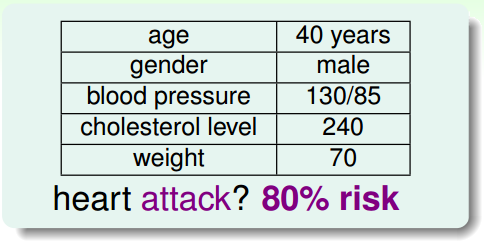 age 40 years
gender male
blood pressure 130/85
cholesterol level 240
weight 70
heart attack? 80% risk